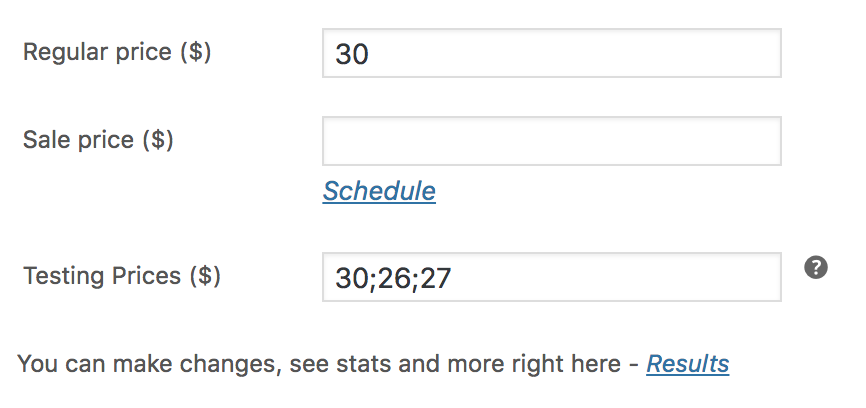 Regular price ($) 30
Sale price ($)
Schedule
Testing Prices ($) 30;26;27 ?
You can make changes, see stats and more right here - Results